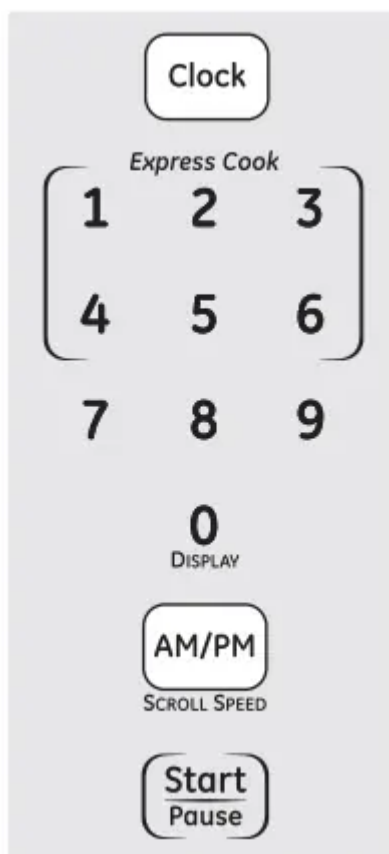 Clock
Express Cook
1 2 3
4 5 6
7 8 9
0
DISPLAY
AM/PM
SCROLL SPEED
Start
Pause